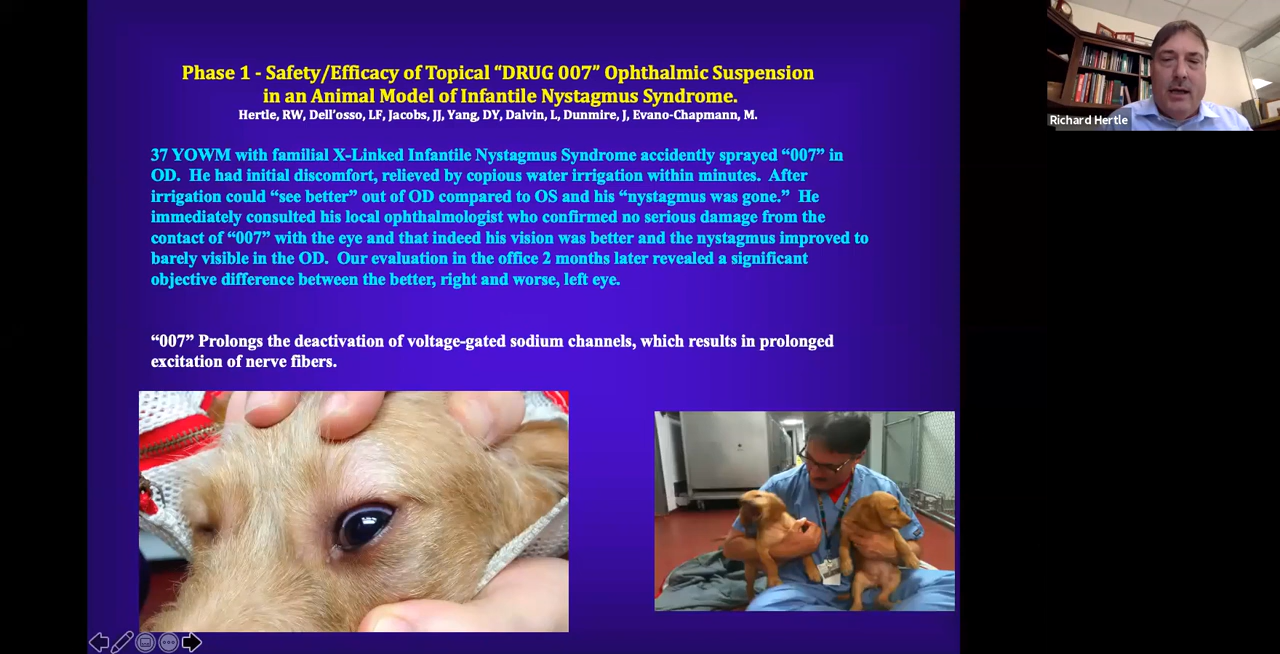 Phase 1 - Safety/Efficacy of Topical “DRUG 007” Ophthalmic Suspension
in an Animal Model of Infantile Nystagmus Syndrome.
Hertle, RW, Dell’osso, LF, Jacobs, JJ, Yang, DY, Dalvin, L, Dunmire, J, Evano-Chapmann, M.
37 YOWM with familial X-Linked Infantile Nystagmus Syndrome accidently sprayed “007” in
OD. He had initial discomfort, relieved by copious water irrigation within minutes. After
irrigation could “see better” out of OD compared to OS and his “nystagmus was gone.” He
immediately consulted his local ophthalmologist who confirmed no serious damage from the
contact of “007” with the eye and that indeed his vision was better and the nystagmus improved to
barely visible in the OD. Our evaluation in the office 2 months later revealed a significant
objective difference between the better, right and worse, left eye.
“007” Prolongs the deactivation of voltage-gated sodium channels, which results in prolonged
excitation of nerve fibers.
Richard Hertle